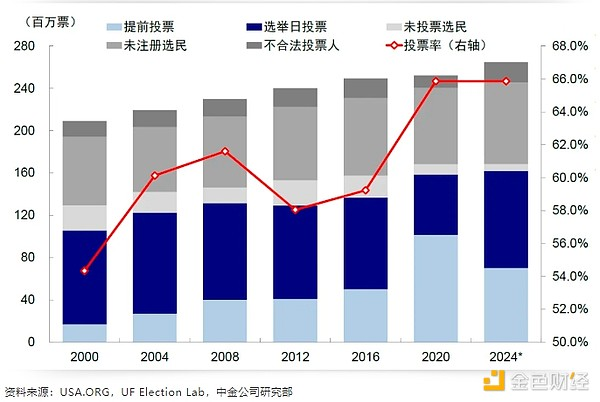 （百万票）
提前投票 选举日投票 未投票选民
未注册选民 不合法投票人 投票率（右轴）
280 68.0%
240 66.0%
200 64.0%
160 62.0%
120 60.0%
80 58.0%
40 56.0%
0 54.0%
52.0%
50.0%
2000 2004 2008 2012 2016 2020 2024*
资料来源：USA.ORG，UF Election Lab，中金公司研究部
金色财经